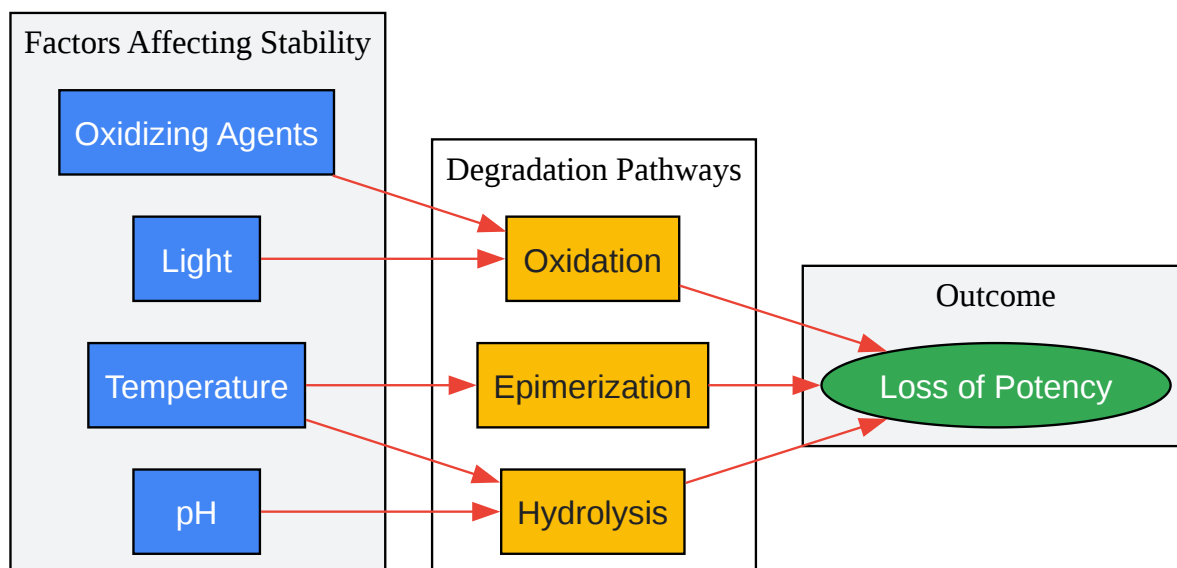 Factors Affecting Stability
Oxidizing Agents
Light
Temperature
pH
Degradation Pathways
Oxidation
Epimerization
Hydrolysis
Outcome
Loss of Potency